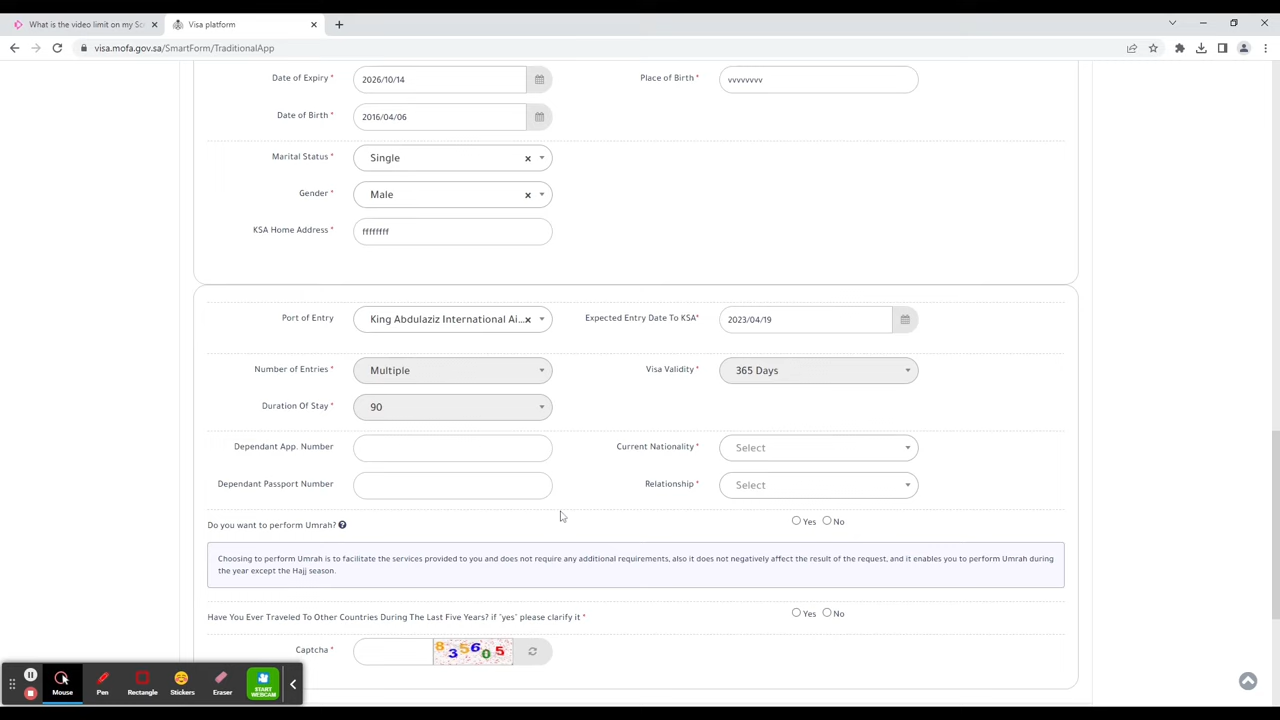 What is the video limit on my Sc
Visa platform
visa.mofa.gov.sa/SmartForm/TraditionalApp
Date of Expiry * 2026/10/14 Place of Birth * vvvvvvvv
Date of Birth * 2016/04/06
Marital Status * Single
Gender * Male
KSA Home Address * ffffffff
Port of Entry * King Abdulaziz International Ai... Expected Entry Date To KSA* 2023/04/19
Number of Entries * Multiple Visa Validity * 365 Days
Duration Of Stay * 90
Dependant App. Number Current Nationality * Select
Dependant Passport Number Relationship * Select
Do you want to perform Umrah? Yes No
Choosing to perform Umrah is to facilitate the services provided to you and does not require any additional requirements, also it does not negatively affect the result of the request, and it enables you to perform Umrah during
the year except the Hajj season.
Have You Ever Traveled To Other Countries During The Last Five Years? if "yes" please clarify it * Yes No
Captcha * 835605
Mouse Pen Rectangle Stickers Eraser START WEBCAM